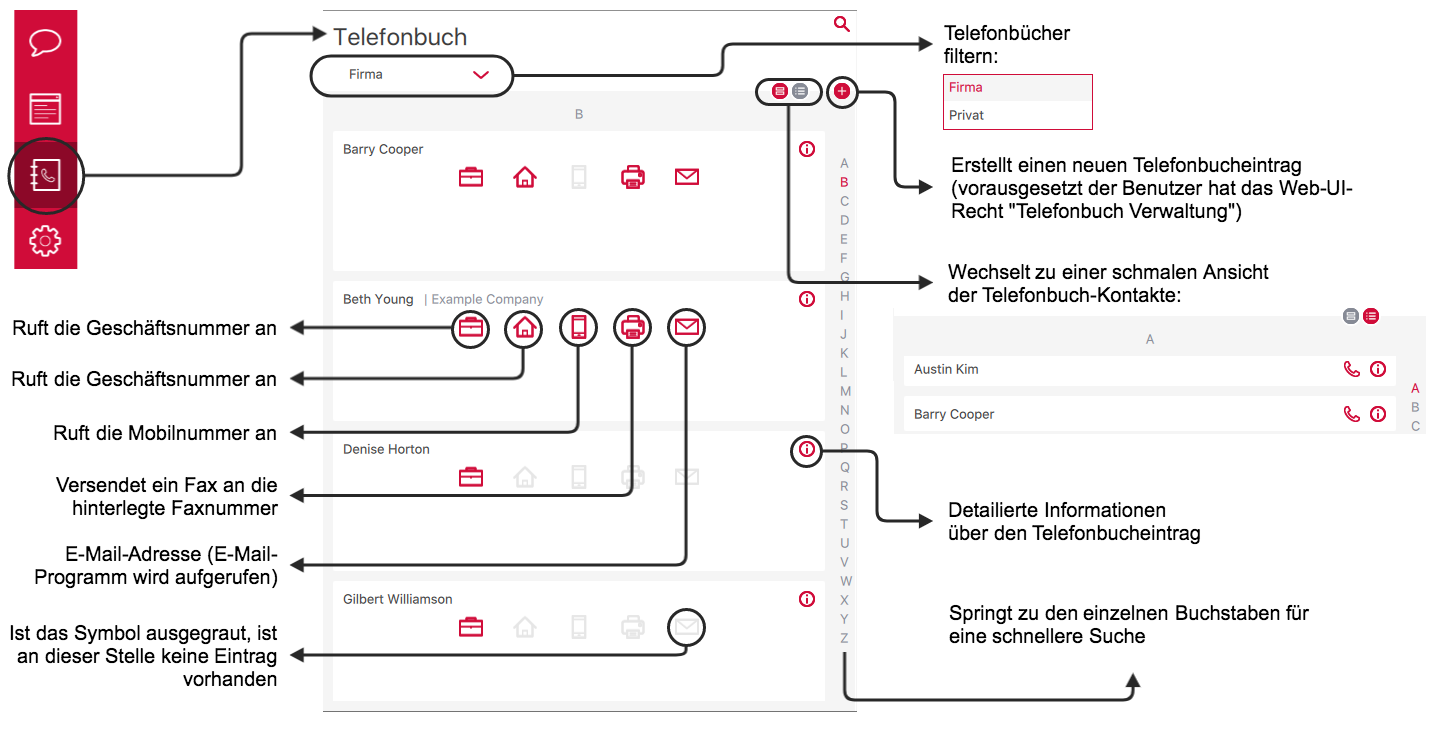 Telefonbuch
Firma
B
Barry Cooper
Beth Young | Example Company
Denise Horton
Gilbert Williamson
A
B
C
D
E
F
G
H
I
J
K
L
M
N
O
P
Q
R
S
T
U
V
W
X
Y
Z
Ruft die Geschäftsnummer an
Ruft die Geschäftsnummer an
Ruft die Mobilnummer an
Versendet ein Fax an die
hinterlegte Faxnummer
E-Mail-Adresse (E-Mail-
Programm wird aufgerufen)
Ist das Symbol ausgegraut, ist
an dieser Stelle keine Eintrag
vorhanden
Telefonbücher
filtern:
Firma
Privat
Erstellt einen neuen Telefonbucheintrag
(vorausgesetzt der Benutzer hat das Web-UI-
Recht "Telefonbuch Verwaltung")
Wechselt zu einer schmalen Ansicht
der Telefonbuch-Kontakte:
A
Austin Kim
Barry Cooper
A
B
C
Detailierte Informationen
über den Telefonbucheintrag
Springt zu den einzelnen Buchstaben für
eine schnellere Suche